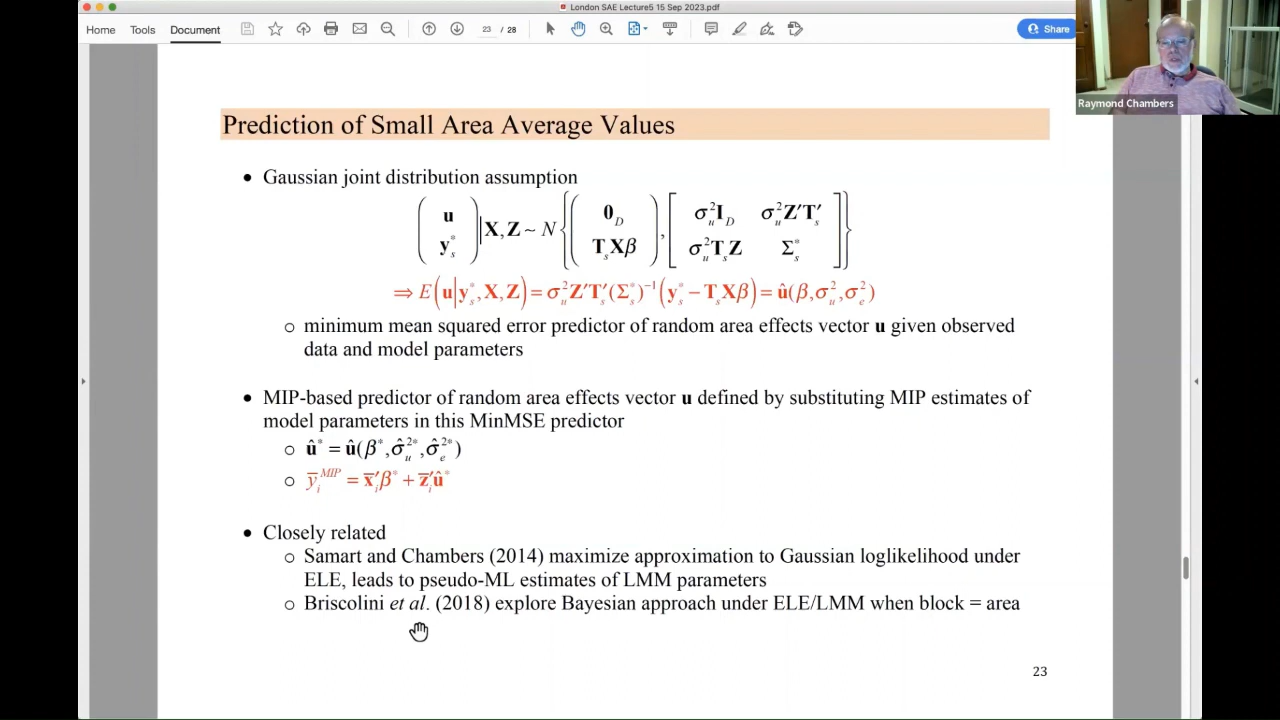 London SAE Lecture5 15 Sep 2023.pdf
Home Tools Document 23 / 28 Share
Raymond Chambers
Prediction of Small Area Average Values
• Gaussian joint distribution assumption
( u ; y*ₛ ) | X, Z ~ N { ( 0_D ; TₛXβ ), [ σ²ᵤI_D  σ²ᵤZ′T′ₛ ; σ²ᵤTₛZ  Σ*ₛ ] }
⇒ E(u|y*ₛ, X, Z) = σ²ᵤZ′T′ₛ(Σ*ₛ)⁻¹(y*ₛ − TₛXβ) = û(β, σ²ᵤ, σ²ₑ)
○ minimum mean squared error predictor of random area effects vector u given observed
data and model parameters
• MIP-based predictor of random area effects vector u defined by substituting MIP estimates of
model parameters in this MinMSE predictor
○ û* = û(β*, σ̂²*ᵤ, σ̂²*ₑ)
○ ȳᵢᴹᴵᴾ = x̄′ᵢβ* + z̄′ᵢû*
• Closely related
○ Samart and Chambers (2014) maximize approximation to Gaussian loglikelihood under
ELE, leads to pseudo-ML estimates of LMM parameters
○ Briscolini et al. (2018) explore Bayesian approach under ELE/LMM when block = area
23